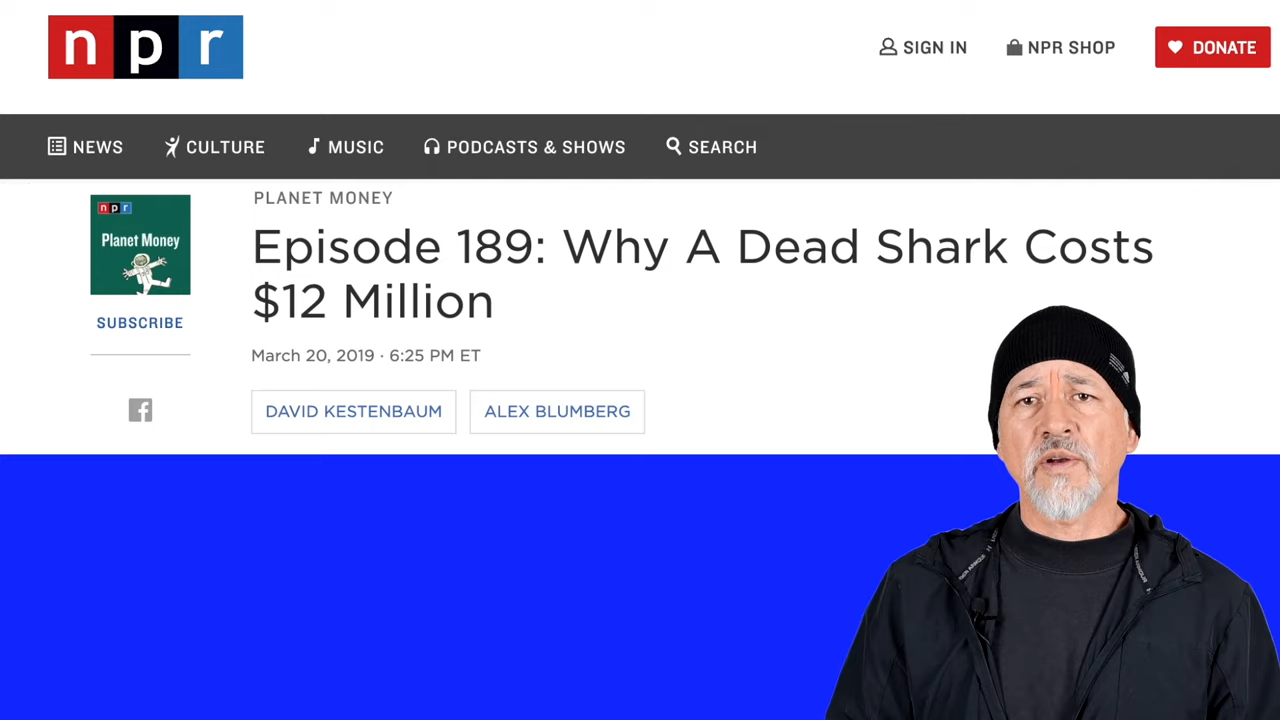 npr
SIGN IN
NPR SHOP
DONATE
NEWS
CULTURE
MUSIC
PODCASTS & SHOWS
SEARCH
npr
Planet Money
SUBSCRIBE
PLANET MONEY
Episode 189: Why A Dead Shark Costs
$12 Million
March 20, 2019 · 6:25 PM ET
DAVID KESTENBAUM
ALEX BLUMBERG